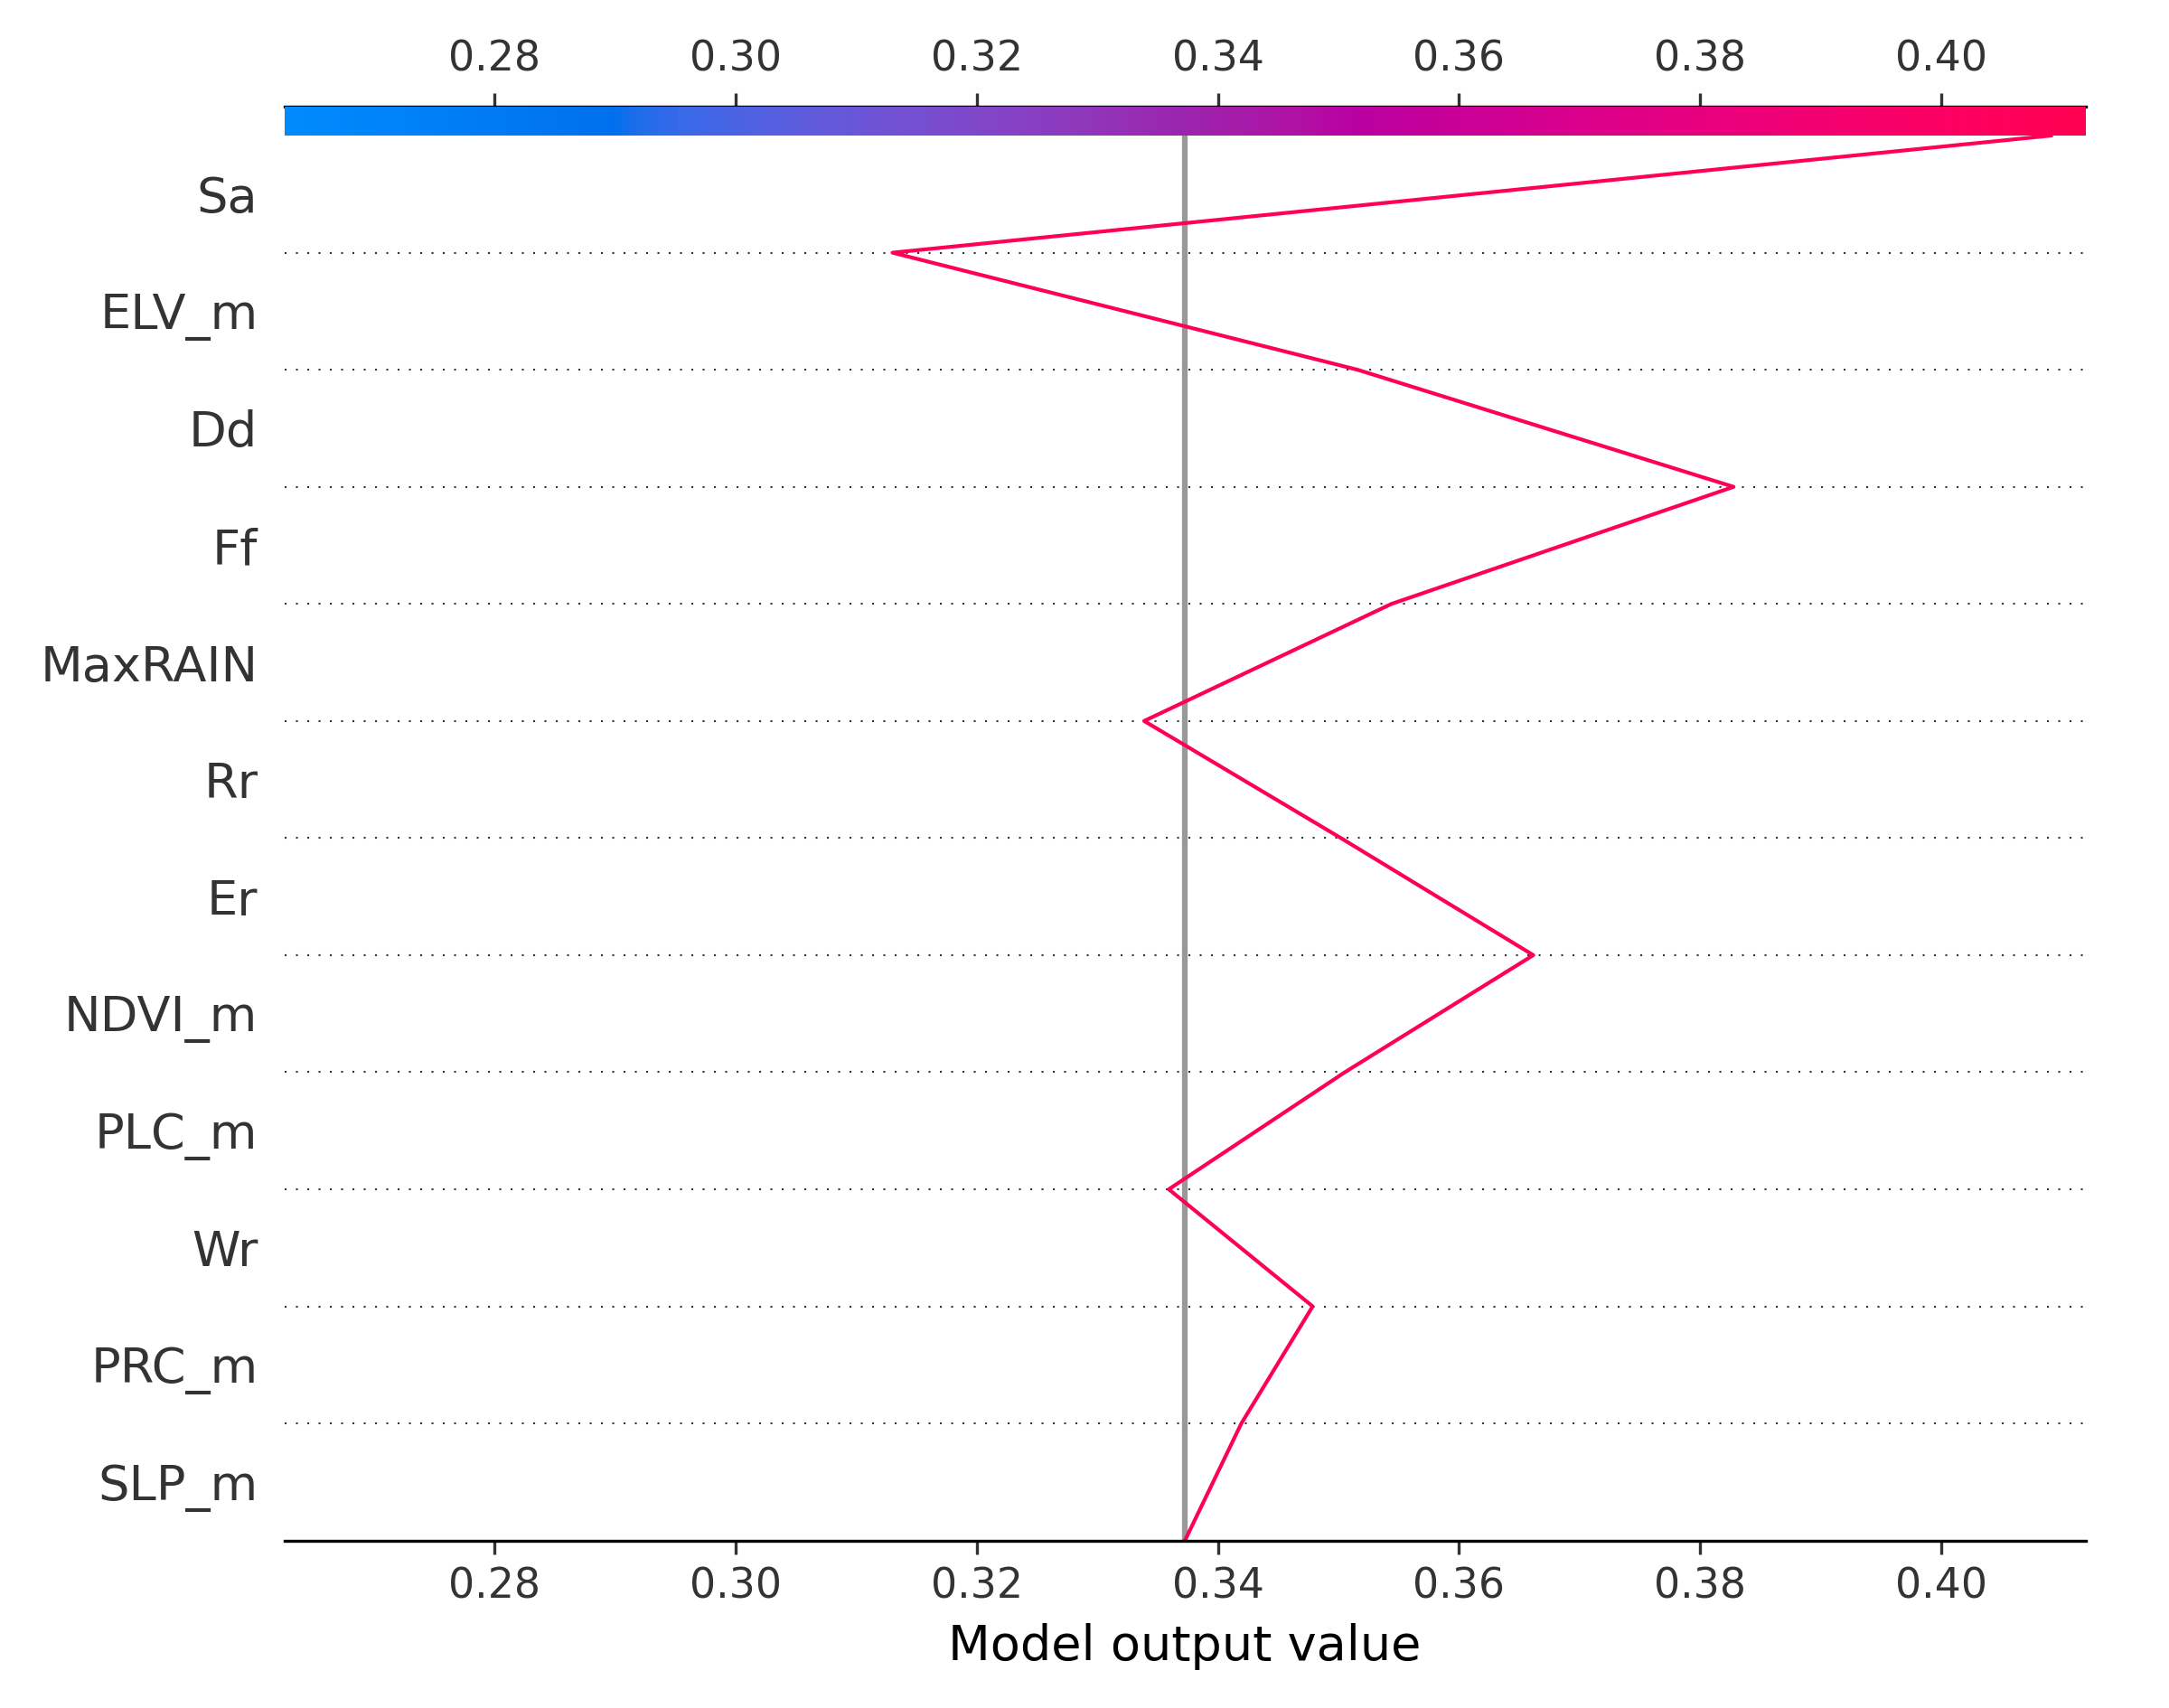 0.28 0.30 0.32 0.34 0.36 0.38 0.40
Sa
ELV_m
Dd
Ff
MaxRAIN
Rr
Er
NDVI_m
PLC_m
Wr
PRC_m
SLP_m
0.28 0.30 0.32 0.34 0.36 0.38 0.40
Model output value